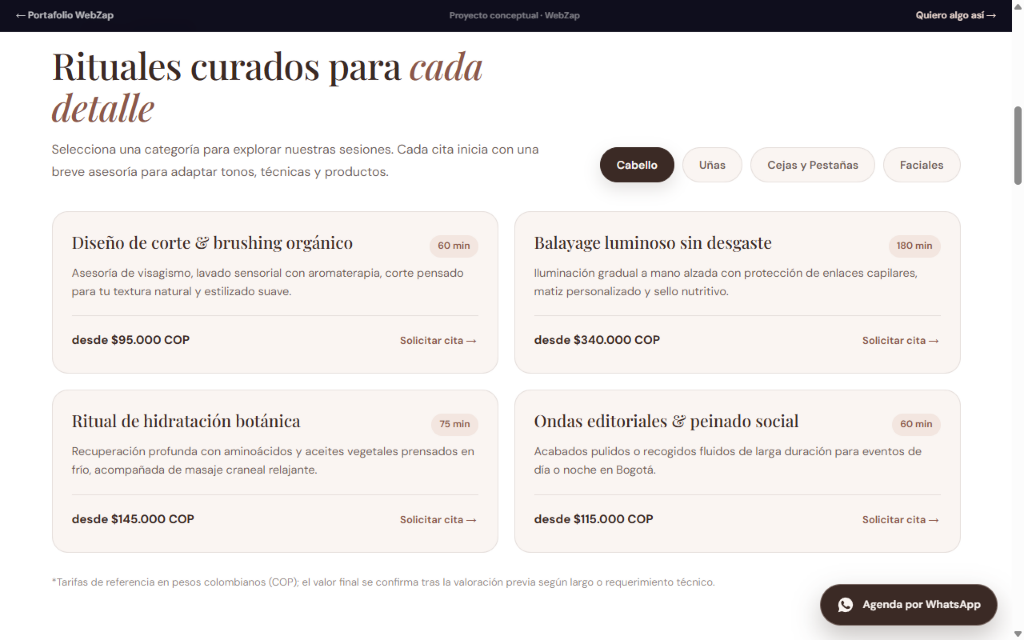 ← Portafolio WebZap
Proyecto conceptual · WebZap
Quiero algo así →
Rituales curados para cada
detalle
Selecciona una categoría para explorar nuestras sesiones. Cada cita inicia con una
breve asesoría para adaptar tonos, técnicas y productos.
Cabello
Uñas
Cejas y Pestañas
Faciales
Diseño de corte & brushing orgánico
60 min
Asesoría de visagismo, lavado sensorial con aromaterapia, corte pensado
para tu textura natural y estilizado suave.
desde $95.000 COP
Solicitar cita →
Balayage luminoso sin desgaste
180 min
Iluminación gradual a mano alzada con protección de enlaces capilares,
matiz personalizado y sello nutritivo.
desde $340.000 COP
Solicitar cita →
Ritual de hidratación botánica
75 min
Recuperación profunda con aminoácidos y aceites vegetales prensados en
frío, acompañada de masaje craneal relajante.
desde $145.000 COP
Solicitar cita →
Ondas editoriales & peinado social
60 min
Acabados pulidos o recogidos fluidos de larga duración para eventos de
día o noche en Bogotá.
desde $115.000 COP
Solicitar cita →
*Tarifas de referencia en pesos colombianos (COP); el valor final se confirma tras la valoración previa según largo o requerimiento técnico.
Agenda por WhatsApp